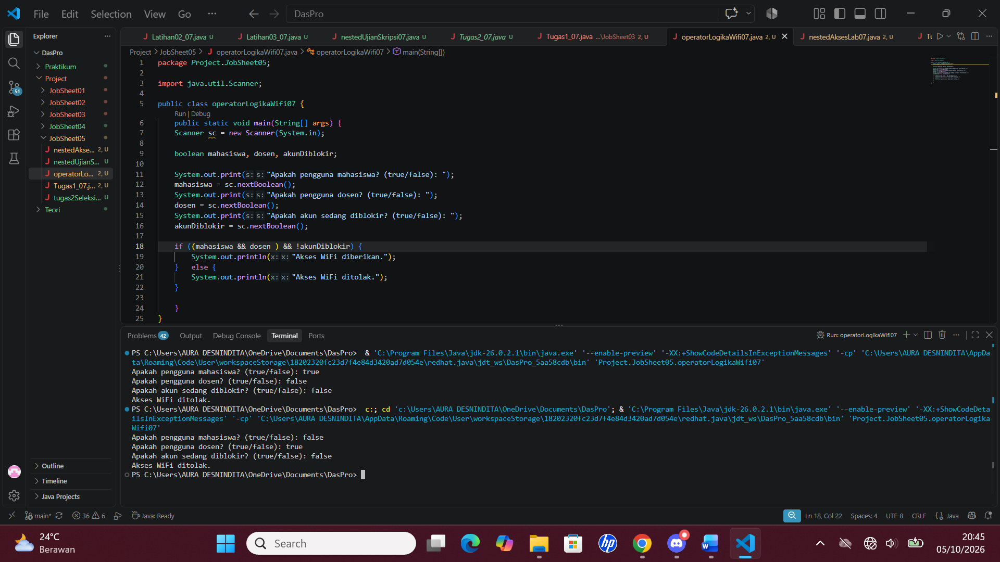 File Edit Selection View Go ··· DasPro
Explorer ···
DasPro
Praktikum
Project
JobSheet01
JobSheet02
JobSheet03
JobSheet04
JobSheet05
nestedAkse... 2, U
nestedUjianS... U
operatorLo... 2, U
Tugas1_07.j... 2, U
tugas2Seleksi... U
Teori
51
Outline
Timeline
Java Projects
Latihan02_07.java U Latihan03_07.java U nestedUjianSkripsi07.java U Tugas2_07.java U Tugas1_07.java ...\JobSheet03 2, U operatorLogikaWifi07.java 2, U nestedAksesLab07.java 2, U Tu
Project > JobSheet05 > operatorLogikaWifi07.java > operatorLogikaWifi07 > main(String[])
1 package Project.JobSheet05;
2
3 import java.util.Scanner;
4
5 public class operatorLogikaWifi07 {
Run | Debug
6 public static void main(String[] args) {
7 Scanner sc = new Scanner(System.in);
8
9 boolean mahasiswa, dosen, akunDiblokir;
10
11 System.out.print(s: s: "Apakah pengguna mahasiswa? (true/false): ");
12 mahasiswa = sc.nextBoolean();
13 System.out.print(s: s: "Apakah pengguna dosen? (true/false): ");
14 dosen = sc.nextBoolean();
15 System.out.print(s: s: "Apakah akun sedang diblokir? (true/false): ");
16 akunDiblokir = sc.nextBoolean();
17
18 if ((mahasiswa && dosen ) && !akunDiblokir) {
19 System.out.println(x: x: "Akses WiFi diberikan.");
20 } else {
21 System.out.println(x: x: "Akses WiFi ditolak.");
22 }
23
24 }
25 }
Problems 42 Output Debug Console Terminal Ports Run: operatorLogikaWifi07
PS C:\Users\AURA DESNINDITA\OneDrive\Documents\DasPro> & 'C:\Program Files\Java\jdk-26.0.2.1\bin\java.exe' '--enable-preview' '-XX:+ShowCodeDetailsInExceptionMessages' '-cp' 'C:\Users\AURA DESNINDITA\AppDa
ta\Roaming\Code\User\workspaceStorage\18202320fc23d7f4e84d3420ad7d054e\redhat.java\jdt_ws\DasPro_5aa58cdb\bin' 'Project.JobSheet05.operatorLogikaWifi07'
Apakah pengguna mahasiswa? (true/false): true
Apakah pengguna dosen? (true/false): false
Apakah akun sedang diblokir? (true/false): false
Akses WiFi ditolak.
PS C:\Users\AURA DESNINDITA\OneDrive\Documents\DasPro> c:; cd 'c:\Users\AURA DESNINDITA\OneDrive\Documents\DasPro'; & 'C:\Program Files\Java\jdk-26.0.2.1\bin\java.exe' '--enable-preview' '-XX:+ShowCodeDeta
ilsInExceptionMessages' '-cp' 'C:\Users\AURA DESNINDITA\AppData\Roaming\Code\User\workspaceStorage\18202320fc23d7f4e84d3420ad7d054e\redhat.java\jdt_ws\DasPro_5aa58cdb\bin' 'Project.JobSheet05.operatorLogika
Wifi07'
Apakah pengguna mahasiswa? (true/false): false
Apakah pengguna dosen? (true/false): true
Apakah akun sedang diblokir? (true/false): false
Akses WiFi ditolak.
PS C:\Users\AURA DESNINDITA\OneDrive\Documents\DasPro>
main* 36 6 Java: Ready Ln 18, Col 22 Spaces: 4 UTF-8 CRLF {} Java
24°C
Berawan
Search
hp
W
20:45
05/10/2026